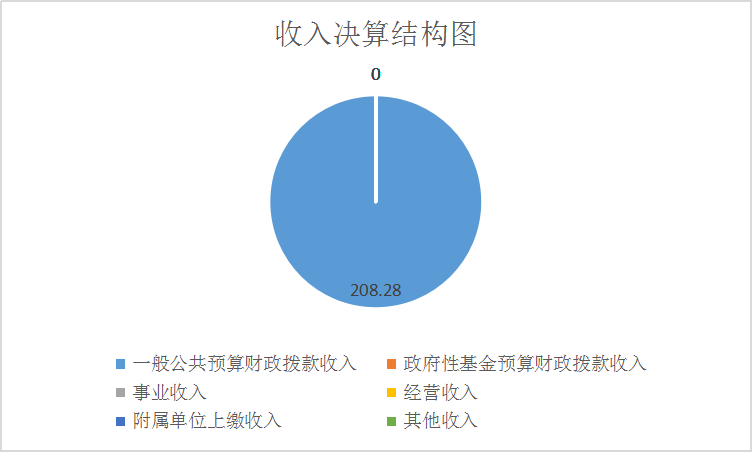 收入决算结构图
0
208.28
一般公共预算财政拨款收入 政府性基金预算财政拨款收入
事业收入 经营收入
附属单位上缴收入 其他收入